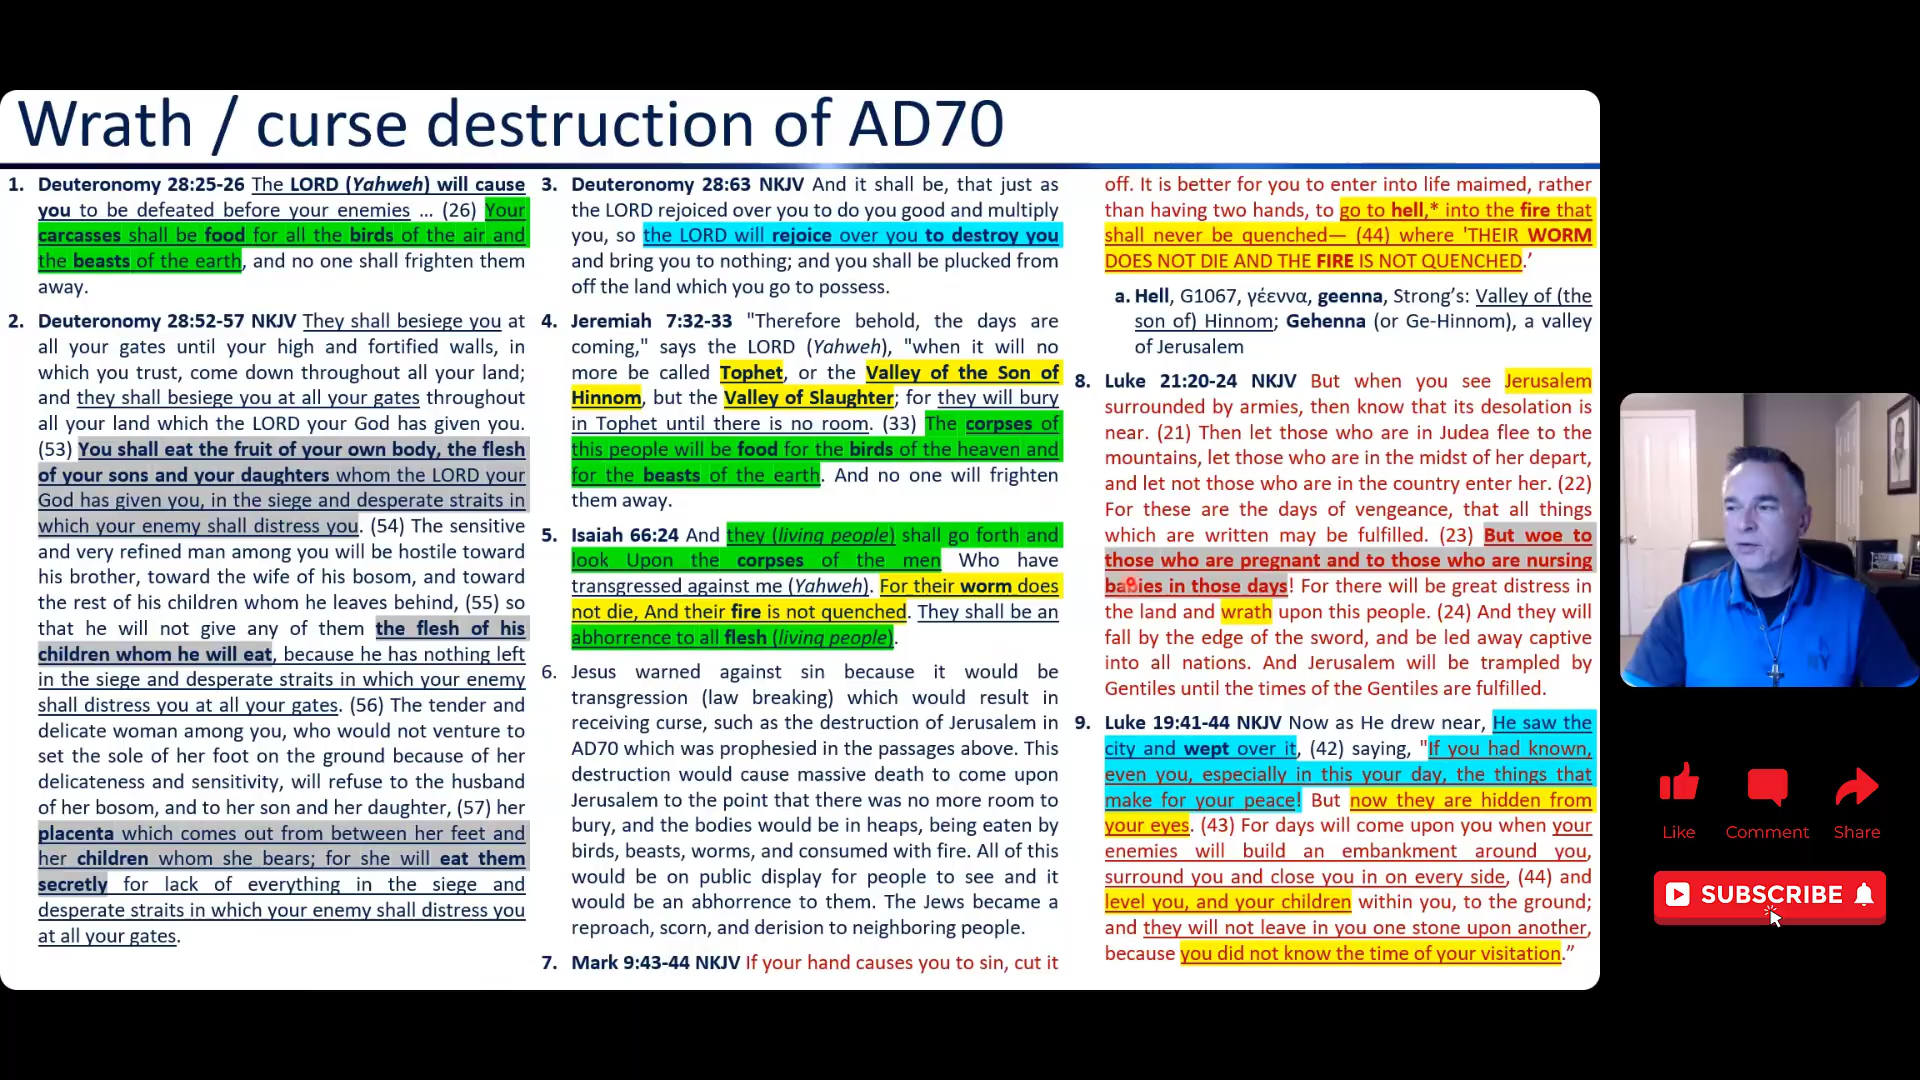 Wrath / curse destruction of AD70
1. Deuteronomy 28:25-26 The LORD (Yahweh) will cause
you to be defeated before your enemies ... (26) Your
carcasses shall be food for all the birds of the air and
the beasts of the earth, and no one shall frighten them
away.
2. Deuteronomy 28:52-57 NKJV They shall besiege you at
all your gates until your high and fortified walls, in
which you trust, come down throughout all your land;
and they shall besiege you at all your gates throughout
all your land which the LORD your God has given you.
(53) You shall eat the fruit of your own body, the flesh
of your sons and your daughters whom the LORD your
God has given you, in the siege and desperate straits in
which your enemy shall distress you. (54) The sensitive
and very refined man among you will be hostile toward
his brother, toward the wife of his bosom, and toward
the rest of his children whom he leaves behind, (55) so
that he will not give any of them the flesh of his
children whom he will eat, because he has nothing left
in the siege and desperate straits in which your enemy
shall distress you at all your gates. (56) The tender and
delicate woman among you, who would not venture to
set the sole of her foot on the ground because of her
delicateness and sensitivity, will refuse to the husband
of her bosom, and to her son and her daughter, (57) her
placenta which comes out from between her feet and
her children whom she bears; for she will eat them
secretly for lack of everything in the siege and
desperate straits in which your enemy shall distress you
at all your gates.
3. Deuteronomy 28:63 NKJV And it shall be, that just as
the LORD rejoiced over you to do you good and multiply
you, so the LORD will rejoice over you to destroy you
and bring you to nothing; and you shall be plucked from
off the land which you go to possess.
4. Jeremiah 7:32-33 "Therefore behold, the days are
coming," says the LORD (Yahweh), "when it will no
more be called Tophet, or the Valley of the Son of
Hinnom, but the Valley of Slaughter; for they will bury
in Tophet until there is no room. (33) The corpses of
this people will be food for the birds of the heaven and
for the beasts of the earth. And no one will frighten
them away.
5. Isaiah 66:24 And they (living people) shall go forth and
look Upon the corpses of the men Who have
transgressed against me (Yahweh). For their worm does
not die, And their fire is not quenched. They shall be an
abhorrence to all flesh (living people).
6. Jesus warned against sin because it would be
transgression (law breaking) which would result in
receiving curse, such as the destruction of Jerusalem in
AD70 which was prophesied in the passages above. This
destruction would cause massive death to come upon
Jerusalem to the point that there was no more room to
bury, and the bodies would be in heaps, being eaten by
birds, beasts, worms, and consumed with fire. All of this
would be on public display for people to see and it
would be an abhorrence to them. The Jews became a
reproach, scorn, and derision to neighboring people.
7. Mark 9:43-44 NKJV If your hand causes you to sin, cut it
off. It is better for you to enter into life maimed, rather
than having two hands, to go to hell,* into the fire that
shall never be quenched— (44) where 'THEIR WORM
DOES NOT DIE AND THE FIRE IS NOT QUENCHED.’
a. Hell, G1067, γέεννα, geenna, Strong’s: Valley of (the
son of) Hinnom; Gehenna (or Ge-Hinnom), a valley
of Jerusalem
8. Luke 21:20-24 NKJV But when you see Jerusalem
surrounded by armies, then know that its desolation is
near. (21) Then let those who are in Judea flee to the
mountains, let those who are in the midst of her depart,
and let not those who are in the country enter her. (22)
For these are the days of vengeance, that all things
which are written may be fulfilled. (23) But woe to
those who are pregnant and to those who are nursing
babies in those days! For there will be great distress in
the land and wrath upon this people. (24) And they will
fall by the edge of the sword, and be led away captive
into all nations. And Jerusalem will be trampled by
Gentiles until the times of the Gentiles are fulfilled.
9. Luke 19:41-44 NKJV Now as He drew near, He saw the
city and wept over it, (42) saying, "If you had known,
even you, especially in this your day, the things that
make for your peace! But now they are hidden from
your eyes. (43) For days will come upon you when your
enemies will build an embankment around you,
surround you and close you in on every side, (44) and
level you, and your children within you, to the ground;
and they will not leave in you one stone upon another,
because you did not know the time of your visitation.”
Like
Comment
Share
SUBSCRIBE